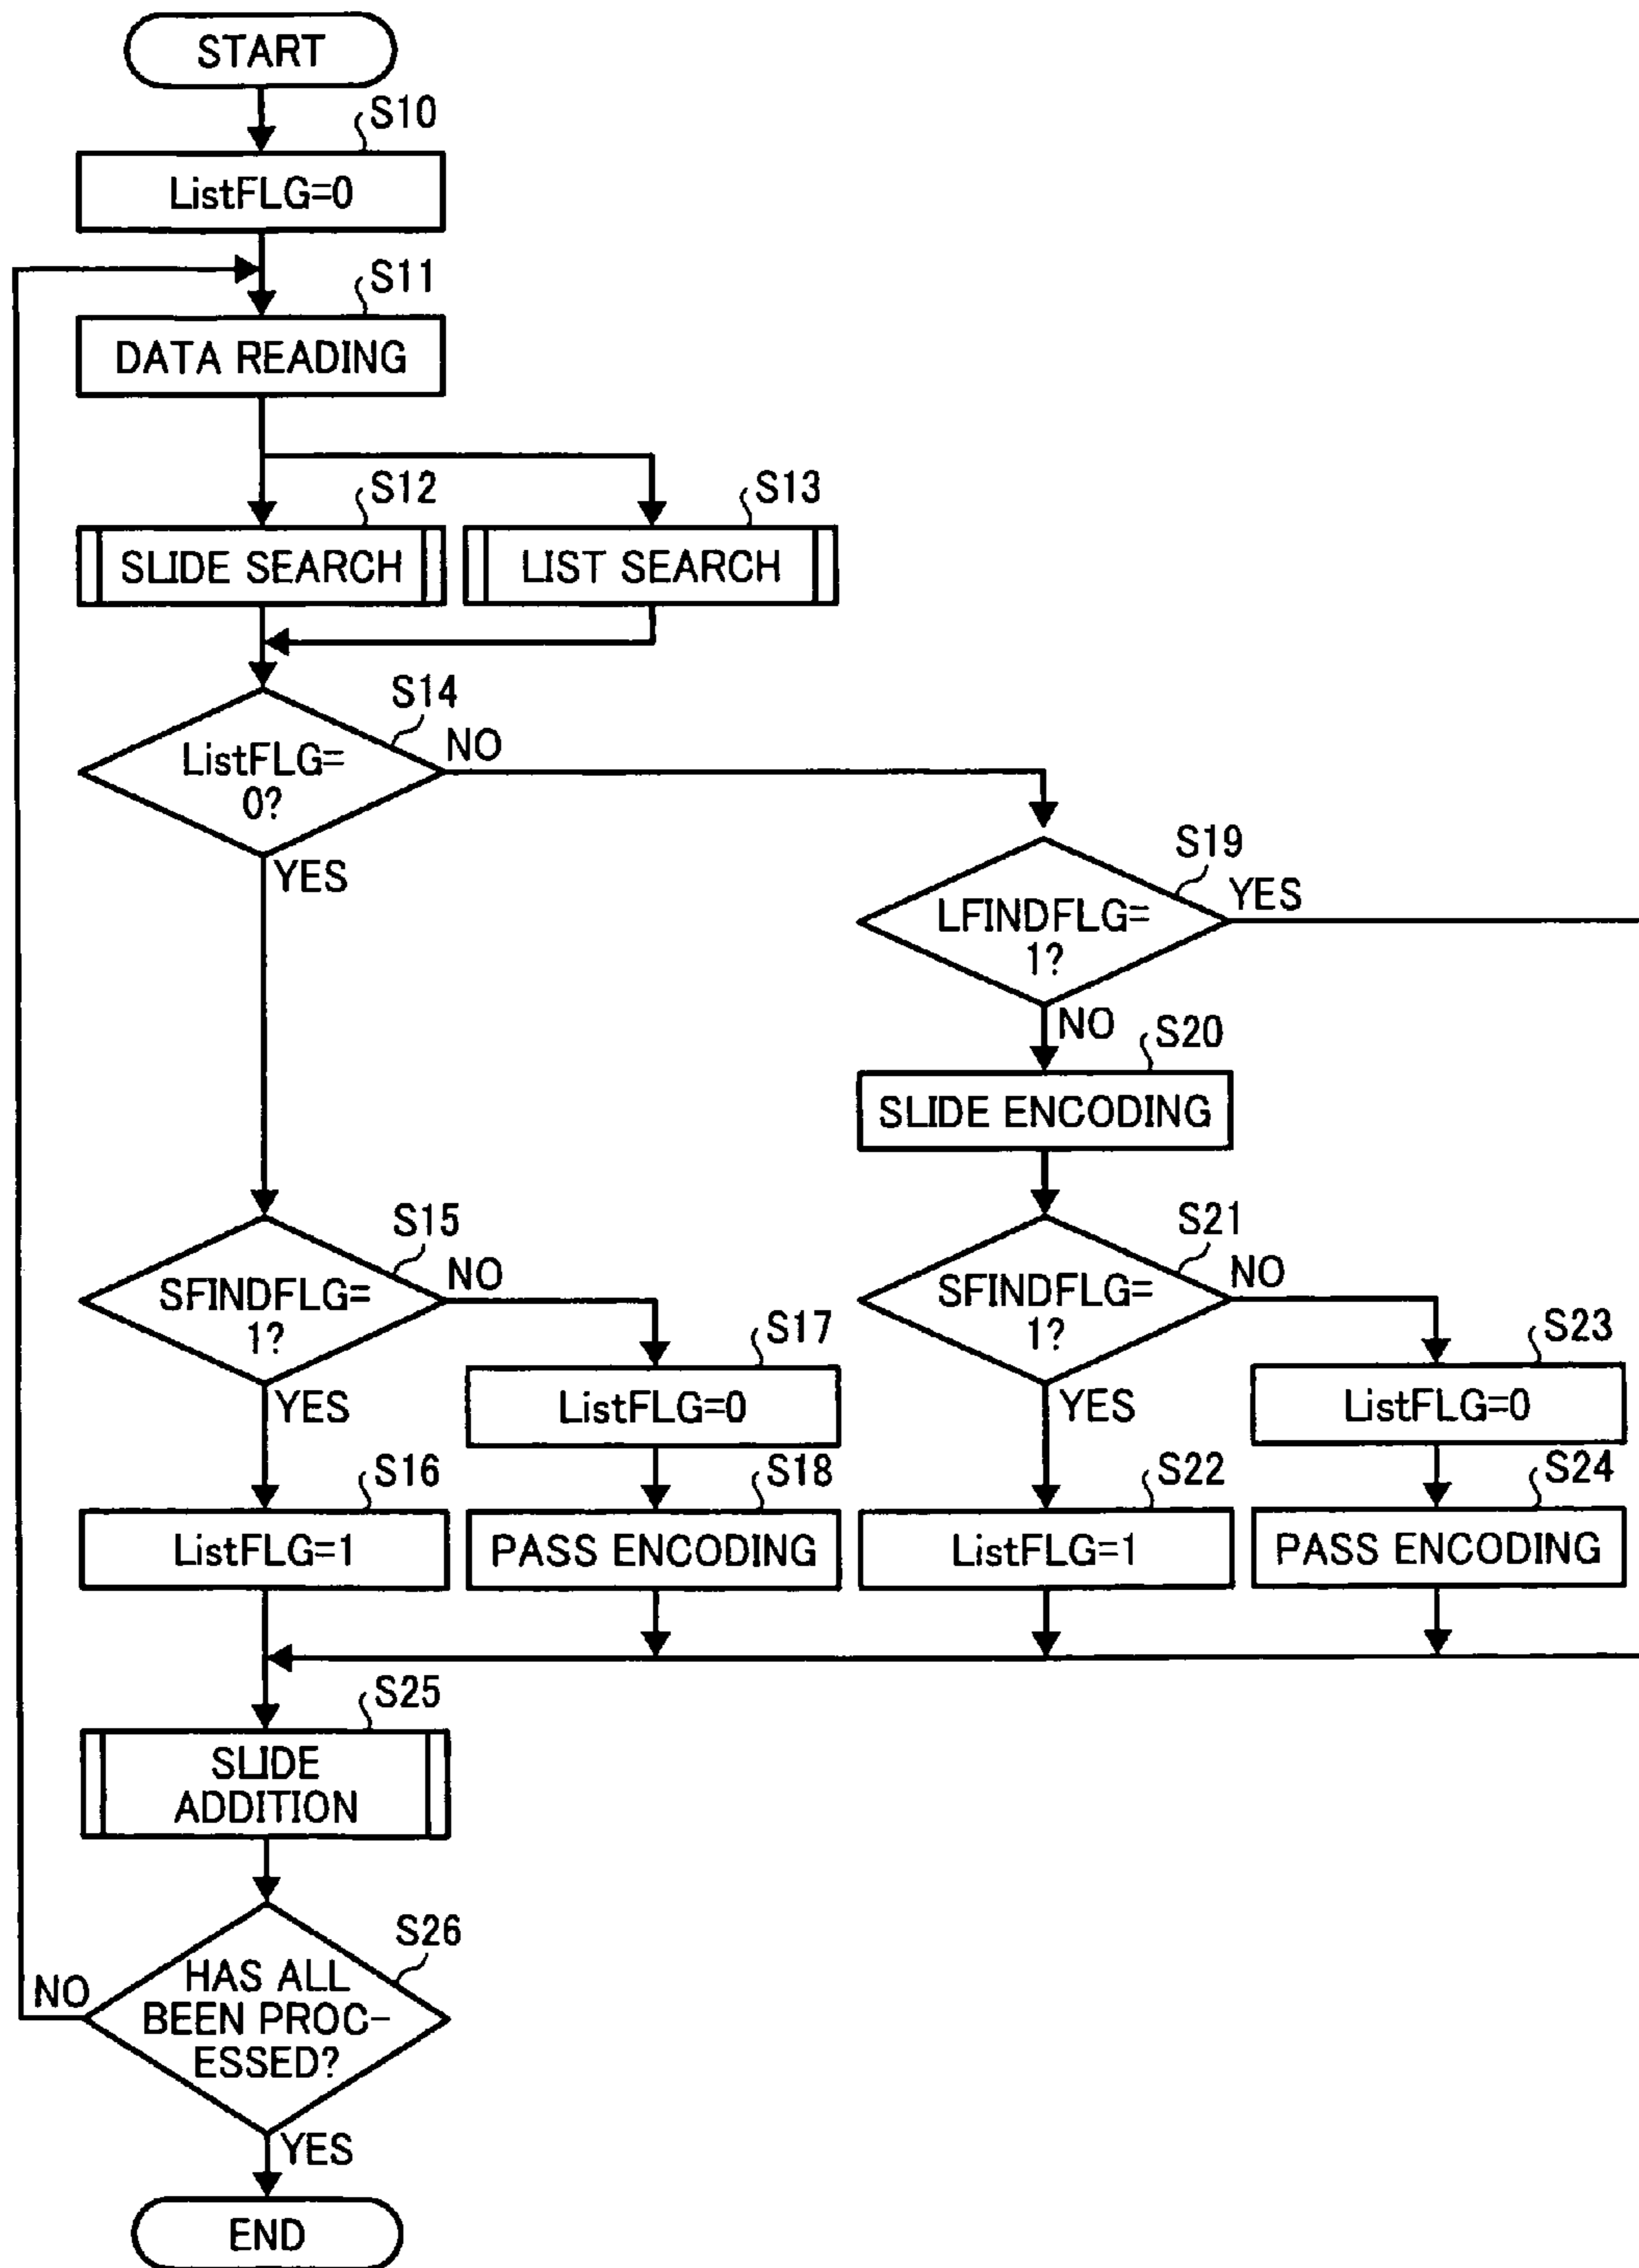 START
S10
ListFLG=0
S11
DATA READING
S12
SLIDE SEARCH
S13
LIST SEARCH
S14
ListFLG=
0?
NO
YES
S19
LFINDFLG=
1?
YES
NO
S20
SLIDE ENCODING
S15
SFINDFLG=
1?
NO
YES
S21
SFINDFLG=
1?
NO
YES
S17
ListFLG=0
S23
ListFLG=0
S16
ListFLG=1
S18
PASS ENCODING
S22
ListFLG=1
S24
PASS ENCODING
S25
SLIDE
ADDITION
S26
HAS ALL
BEEN PROC-
ESSED?
NO
YES
END